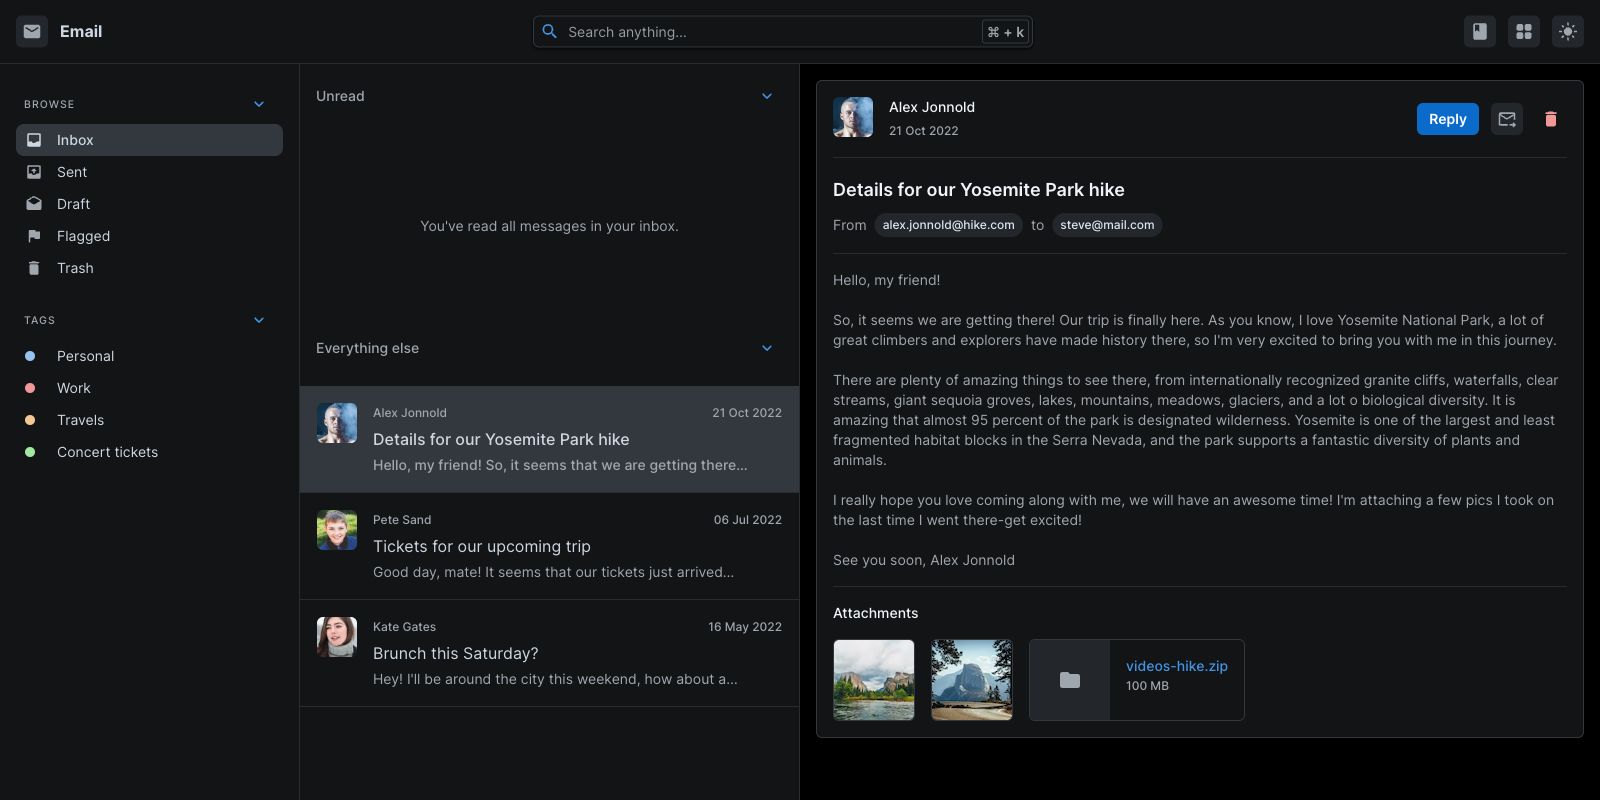 Email
Search anything...
⌘ + k
BROWSE
Inbox
Sent
Draft
Flagged
Trash
TAGS
Personal
Work
Travels
Concert tickets
Unread
You've read all messages in your inbox.
Everything else
Alex Jonnold
21 Oct 2022
Details for our Yosemite Park hike
Hello, my friend! So, it seems that we are getting there...
Pete Sand
06 Jul 2022
Tickets for our upcoming trip
Good day, mate! It seems that our tickets just arrived...
Kate Gates
16 May 2022
Brunch this Saturday?
Hey! I'll be around the city this weekend, how about a...
Alex Jonnold
21 Oct 2022
Reply
Details for our Yosemite Park hike
From alex.jonnold@hike.com to steve@mail.com
Hello, my friend!
So, it seems we are getting there! Our trip is finally here. As you know, I love Yosemite National Park, a lot of
great climbers and explorers have made history there, so I'm very excited to bring you with me in this journey.
There are plenty of amazing things to see there, from internationally recognized granite cliffs, waterfalls, clear
streams, giant sequoia groves, lakes, mountains, meadows, glaciers, and a lot o biological diversity. It is
amazing that almost 95 percent of the park is designated wilderness. Yosemite is one of the largest and least
fragmented habitat blocks in the Serra Nevada, and the park supports a fantastic diversity of plants and
animals.
I really hope you love coming along with me, we will have an awesome time! I'm attaching a few pics I took on
the last time I went there-get excited!
See you soon, Alex Jonnold
Attachments
videos-hike.zip
100 MB